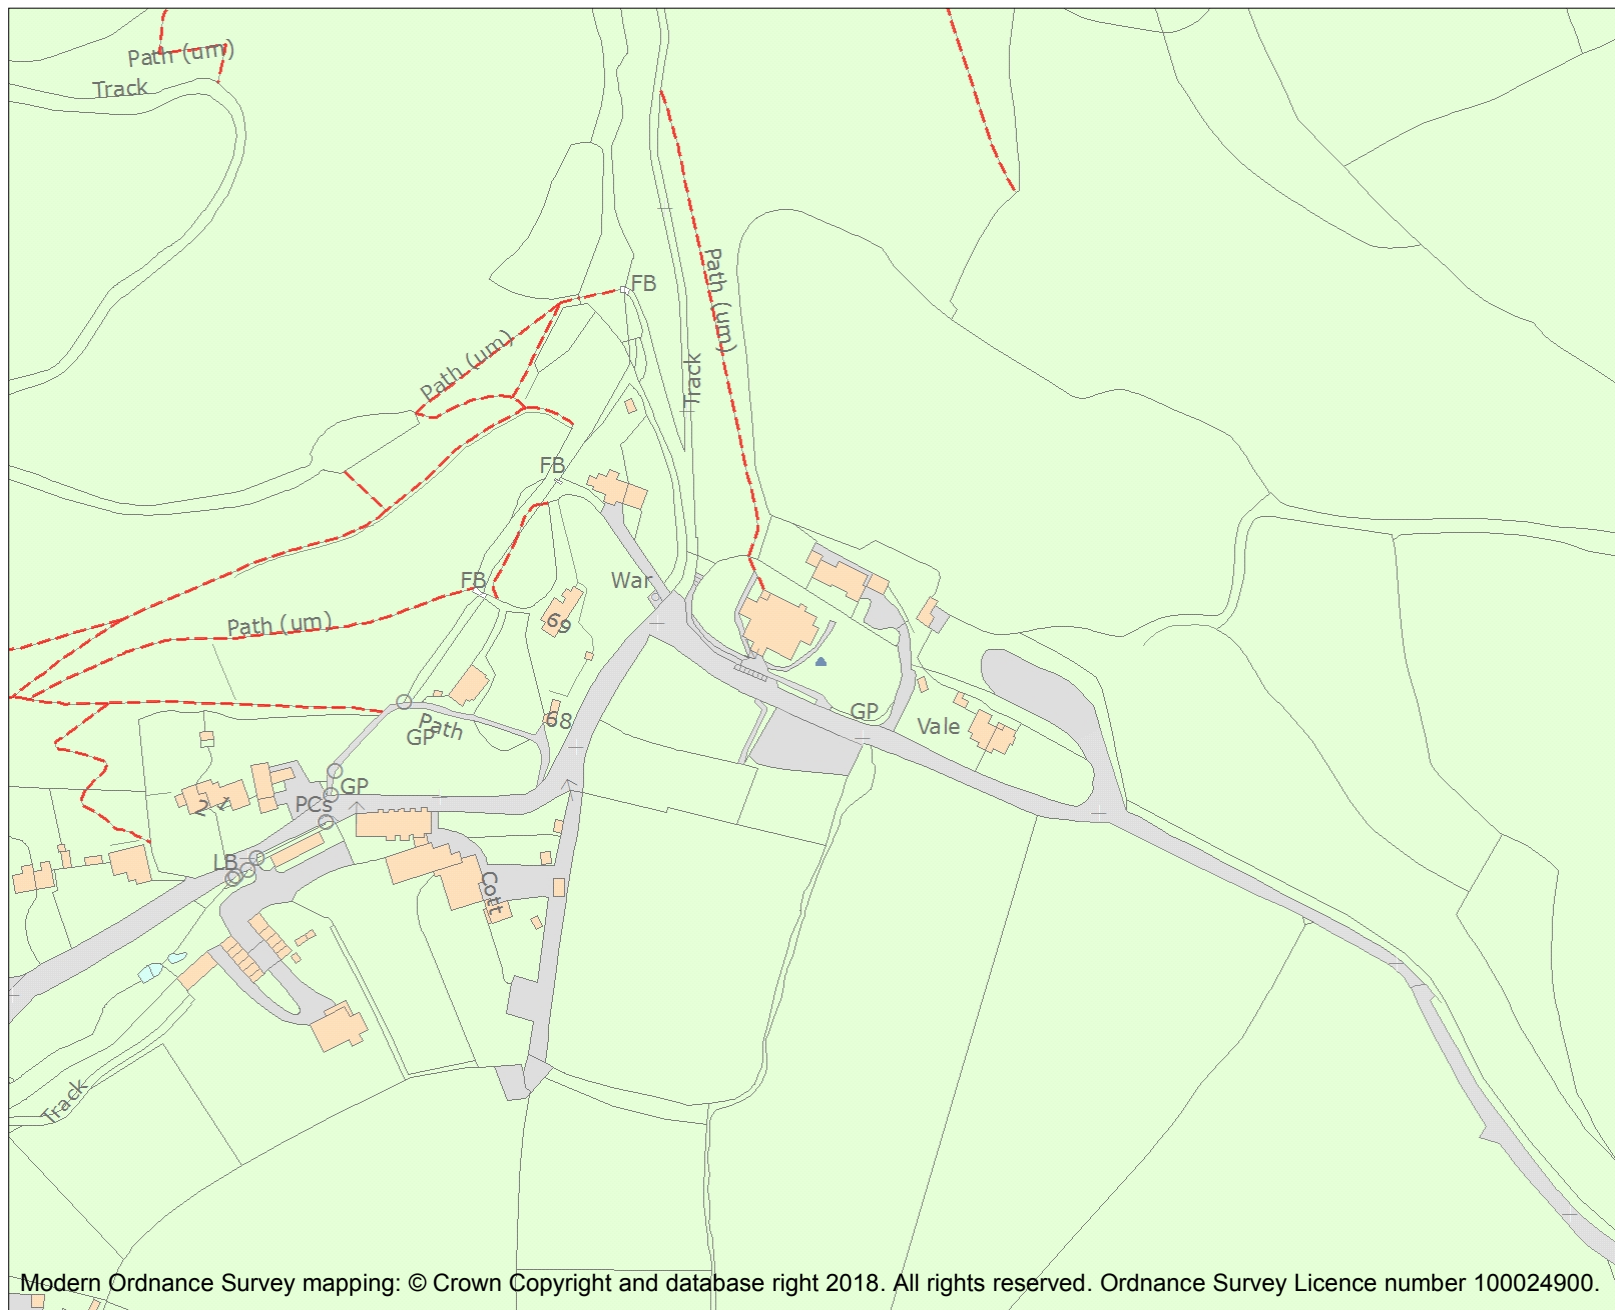 Path (um)
Track
FB
Path (um)
Path (um)
Track
FB
FB
War
Path (um)
69
68
Path
GP
GP
Vale
GP
PCs
2
1
LB
Cott
Track
Modern Ordnance Survey mapping: © Crown Copyright and database right 2018. All rights reserved. Ordnance Survey Licence number 100024900.